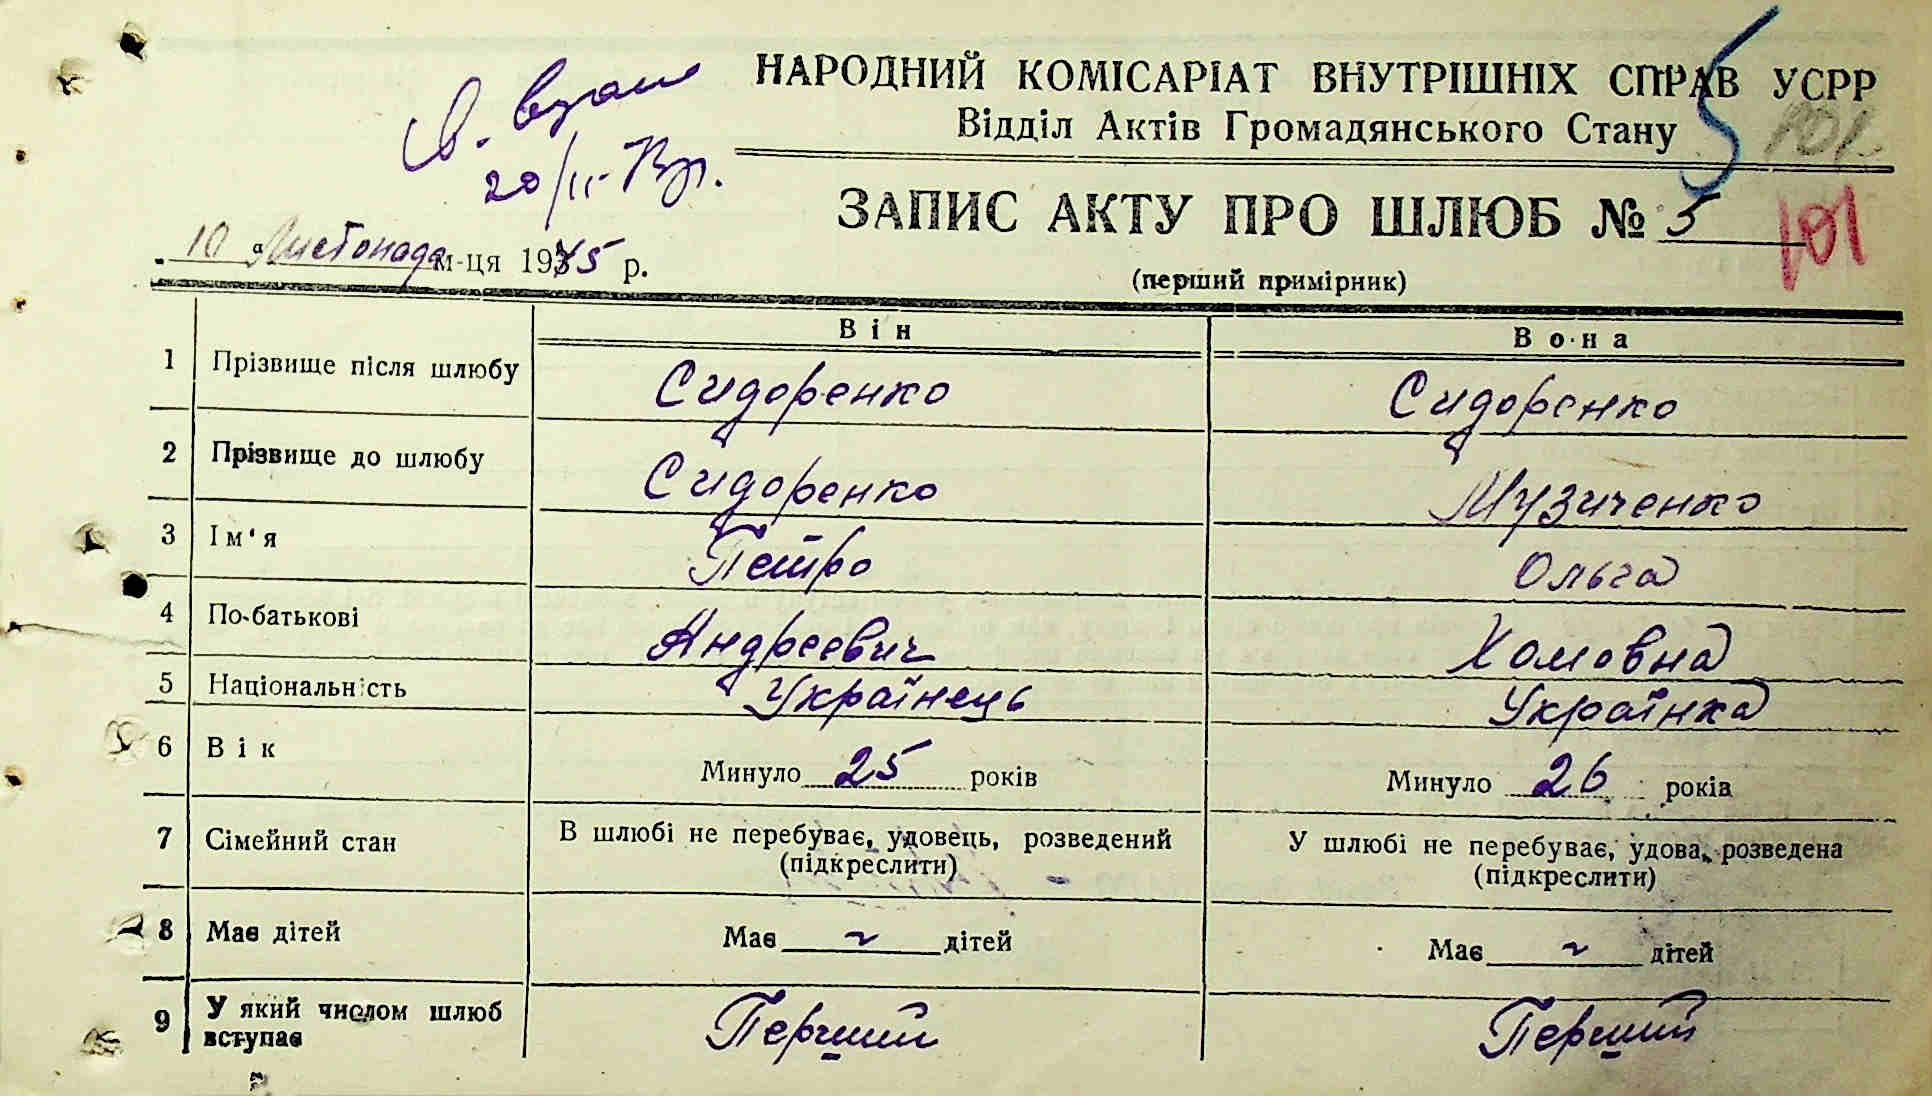 НАРОДНИЙ КОМІСАРІАТ ВНУТРІШНІХ СПРАВ УСРР
Відділ Актів Громадянського Стану
5
101
20/II-
ЗАПИС АКТУ ПРО ШЛЮБ № 5
101
10 "Листопада м-ця 1935 р.
(перший примірник)
Він Вона
1 Прізвище після шлюбу Сидоренко Сидоренко
2 Прізвище до шлюбу Сидоренко Музиченко
3 Ім'я Петро Ольга
4 По-батькові Андреевич Хомовна
5 Національність Українець Українка
6 Вік Минуло 25 років Минуло 26 років
7 Сімейний стан В шлюбі не перебуває, удовець, розведений У шлюбі не перебуває, удова, розведена
(підкреслити) (підкреслити)
8 Має дітей Має ~ дітей Має ~ дітей
9 У який числом шлюб Перший Перший
вступає